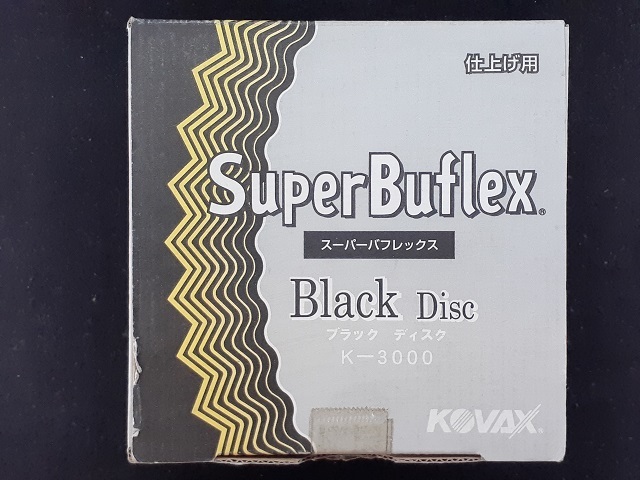 仕上げ用
SuperBuflex®
スーパーバフレックス
Black Disc
ブラック ディスク
K－3000
KOVAX®